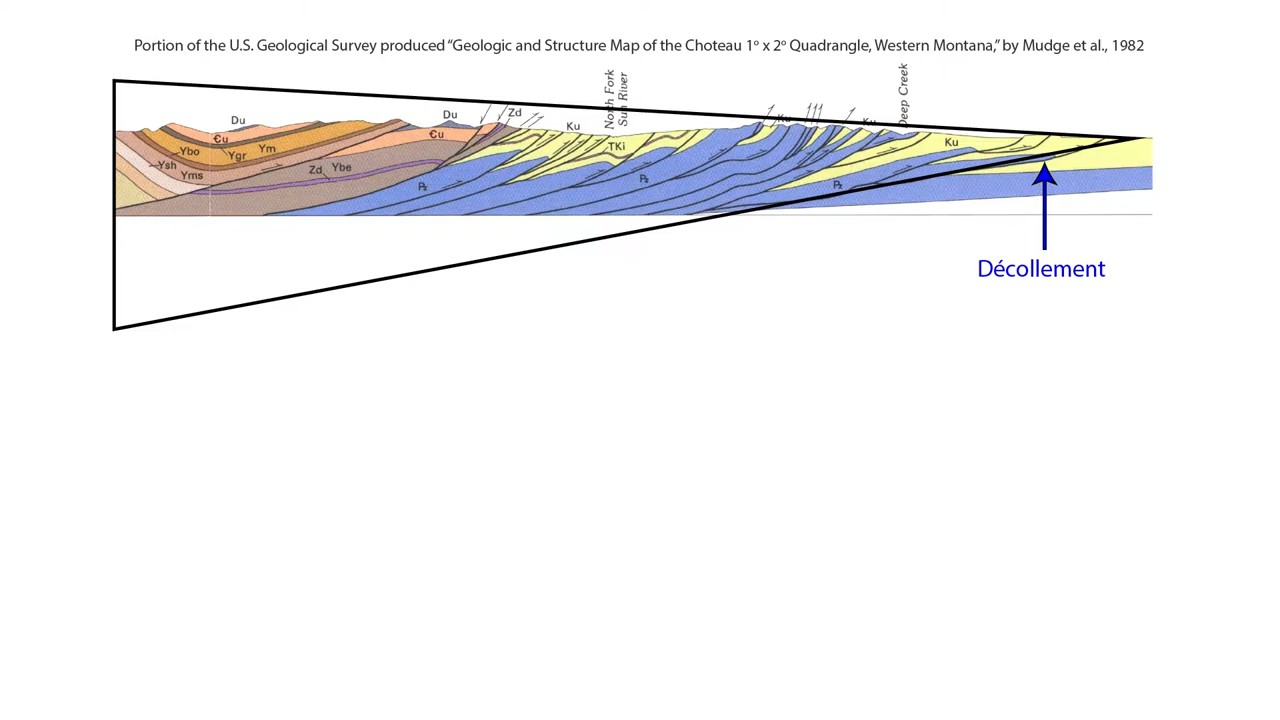 Portion of the U.S. Geological Survey produced “Geologic and Structure Map of the Choteau 1º x 2º Quadrangle, Western Montana,” by Mudge et al., 1982
North Fork
Sun River
Deep Creek
Du
Du
Zd
Ku
Ku
Ku
Ꞓu
Ꞓu
Ybo
Ygr
Ym
TKi
Ku
Ysh
Yms
Zd
Ybe
Pz
Pz
Pz
Décollement